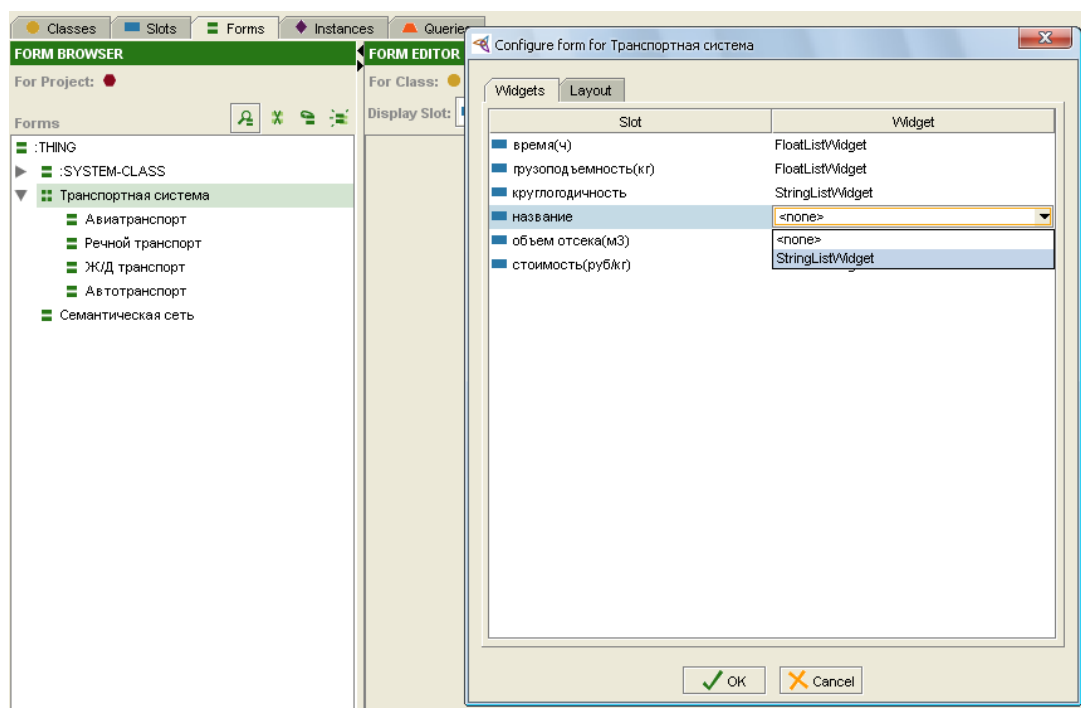 Classes Slots Forms Instances Queries
FORM BROWSER
For Project:
Forms
:THING
:SYSTEM-CLASS
Транспортная система
Авиатранспорт
Речной транспорт
Ж/Д транспорт
Автотранспорт
Семантическая сеть
FORM EDITOR
For Class:
Display Slot:
Configure form for Транспортная система
Widgets Layout
Slot Widget
время(ч) FloatListWidget
грузоподъемность(кг) FloatListWidget
круглогодичность StringListWidget
название <none>
объем отсека(м3) <none>
стоимость(руб/кг) StringListWidget
OK Cancel